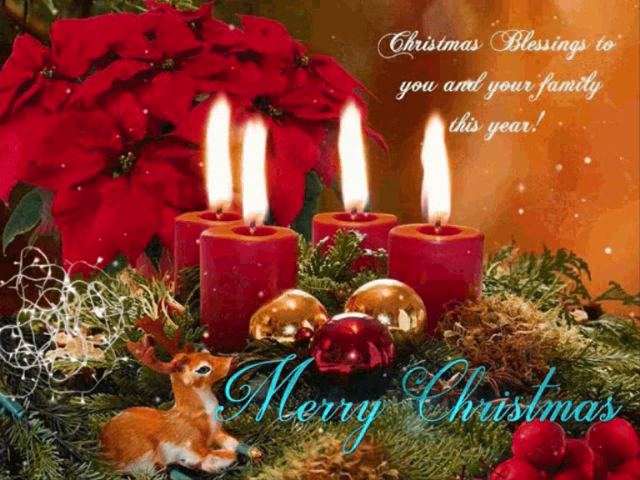 Christmas Blessings to
you and your family
this year!
Merry Christmas